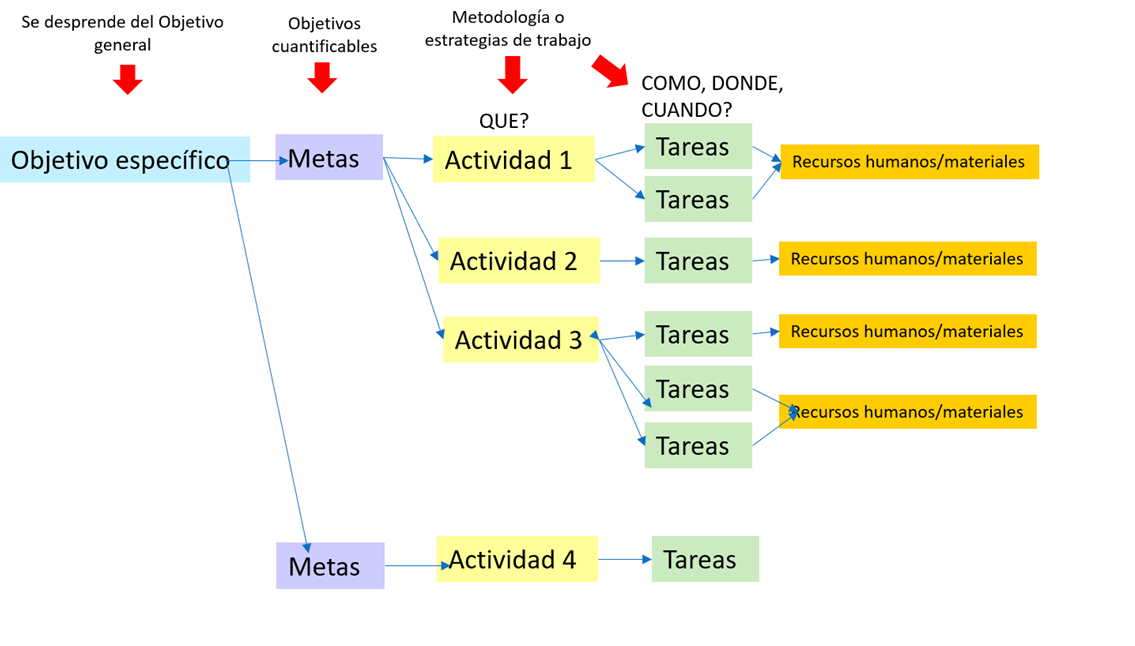 Se desprende del Objetivo
general
Objetivos
cuantificables
Metodología o
estrategias de trabajo
COMO, DONDE,
CUANDO?
QUE?
Objetivo específico
Metas
Actividad 1
Tareas
Tareas
Recursos humanos/materiales
Actividad 2
Tareas
Recursos humanos/materiales
Actividad 3
Tareas
Recursos humanos/materiales
Tareas
Tareas
Recursos humanos/materiales
Metas
Actividad 4
Tareas